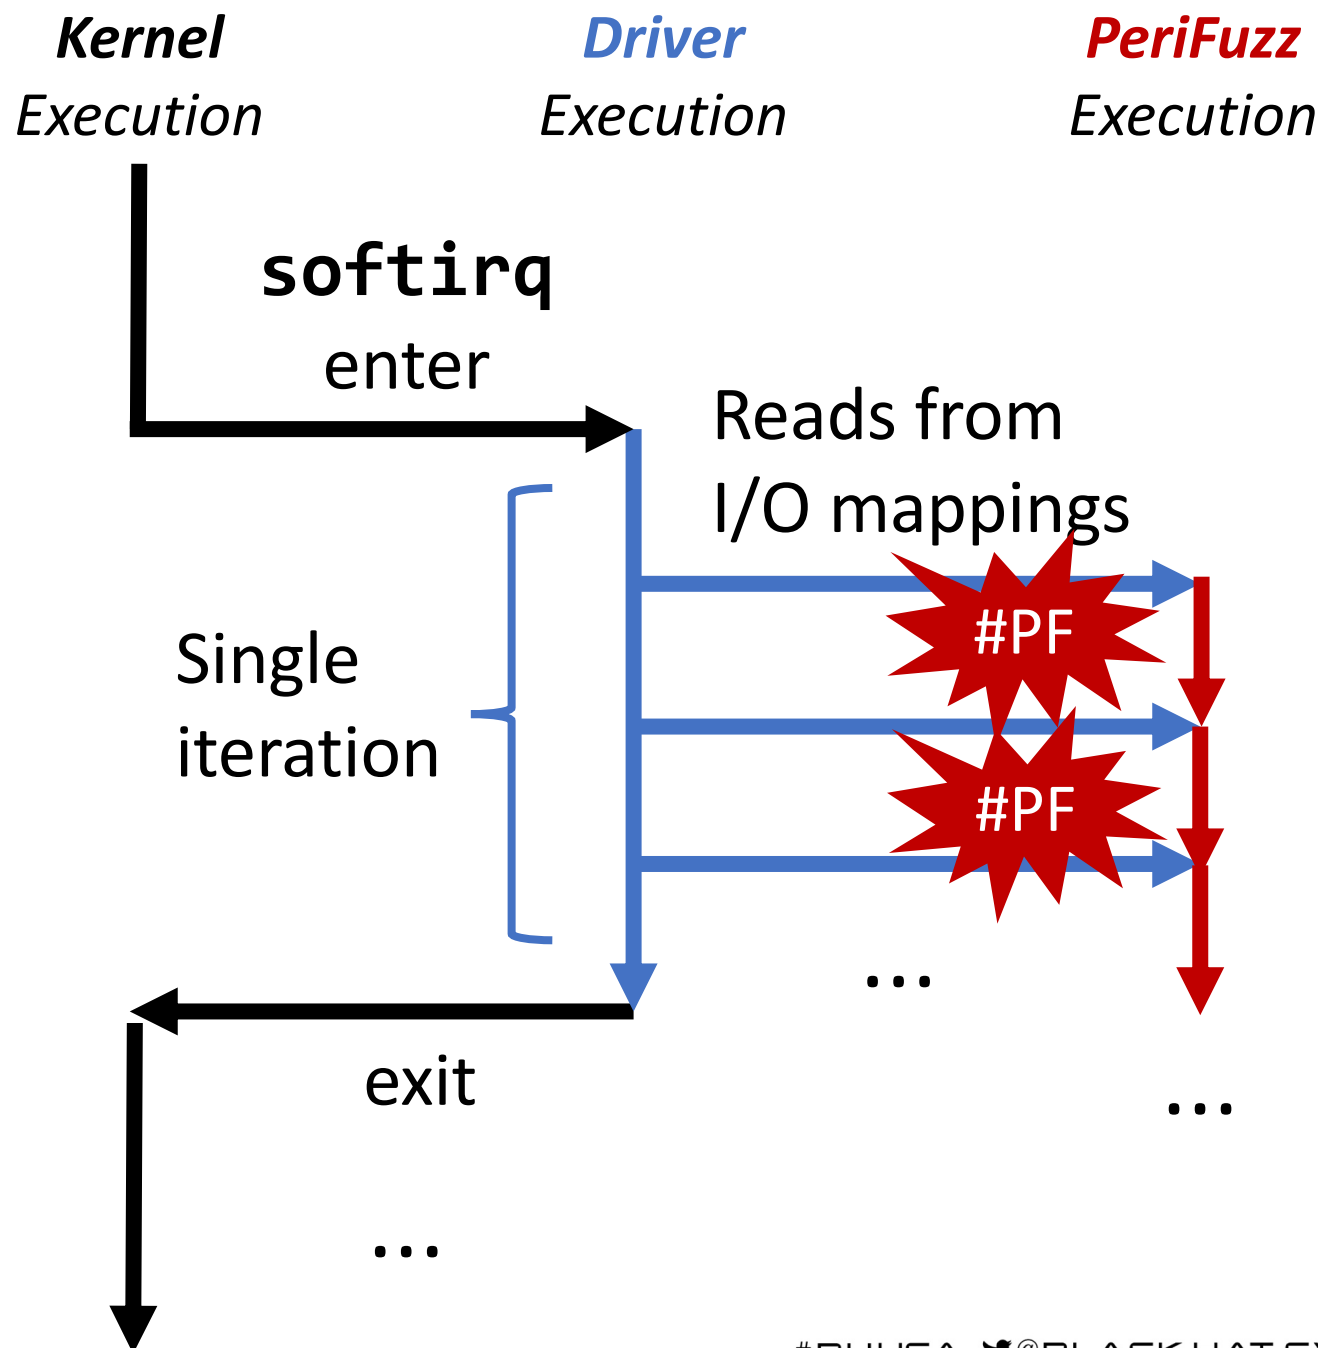 Kernel
Execution
Driver
Execution
PeriFuzz
Execution
softirq
enter
Reads from
I/O mappings
#PF
Single
iteration
#PF
...
exit
...
...